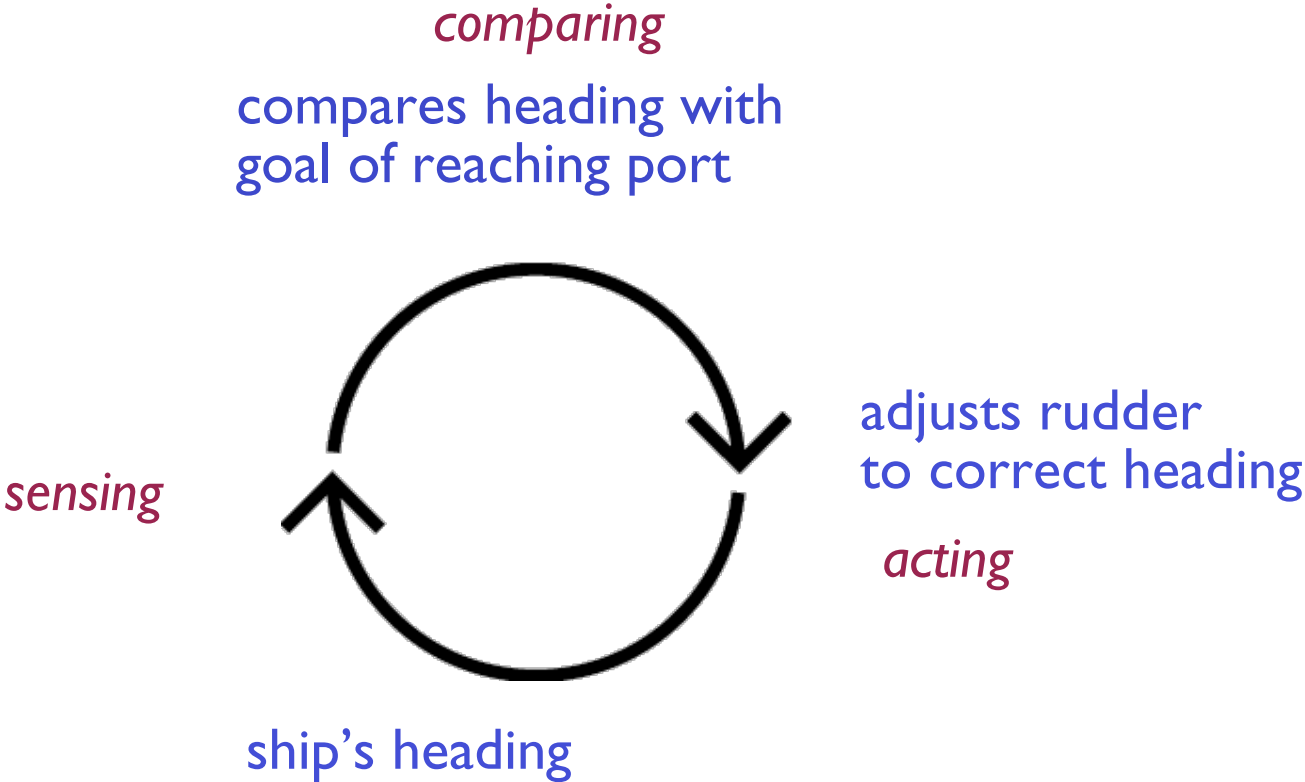 comparing
compares heading with
goal of reaching port
adjusts rudder
to correct heading
sensing
acting
ship’s heading